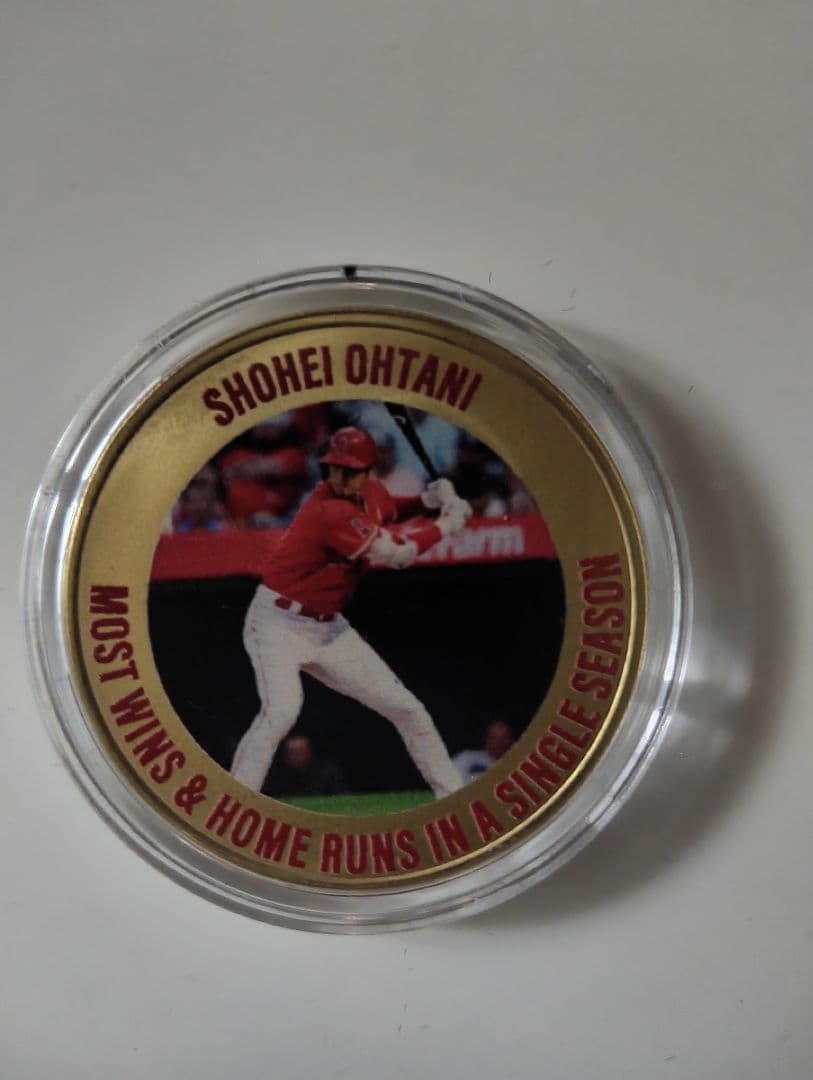 SHOHEI OHTANI
MOST WINS & HOME RUNS IN A SINGLE SEASON